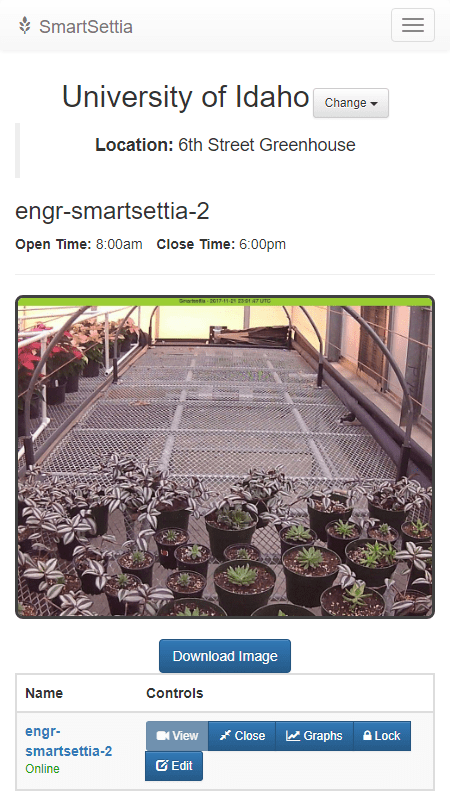 SmartSettia
University of Idaho Change
Location: 6th Street Greenhouse
engr-smartsettia-2
Open Time: 8:00am Close Time: 6:00pm
Smartsettia - 2017-11-21 23:01:07 UTC
Download Image
Name Controls
engr-
smartsettia-2
Online
View Close Graphs Lock
Edit